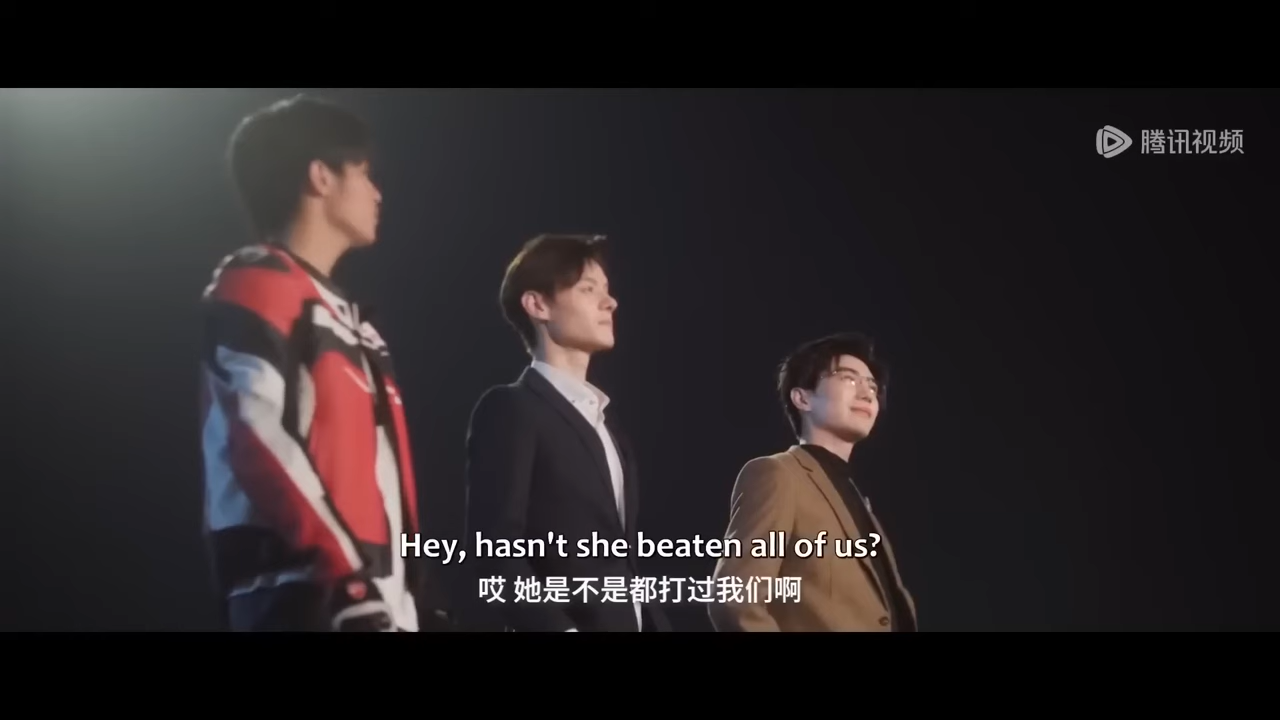 腾讯视频
Hey, hasn't she beaten all of us?
哎 她是不是都打过我们啊